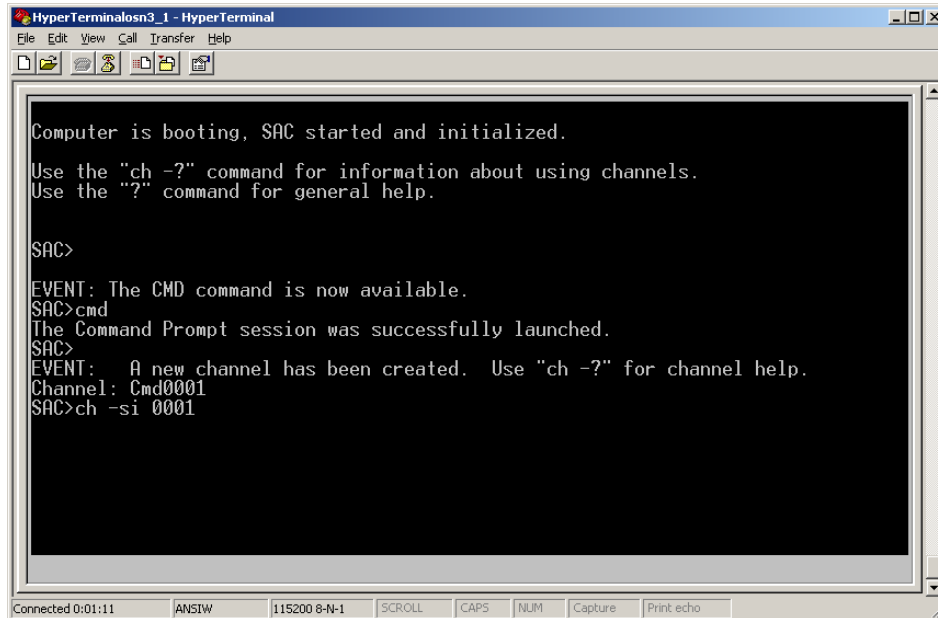 HyperTerminalosn3_1 - HyperTerminal
File Edit View Call Transfer Help
Computer is booting, SAC started and initialized.
Use the "ch -?" command for information about using channels.
Use the "?" command for general help.
SAC>
EVENT: The CMD command is now available.
SAC>cmd
The Command Prompt session was successfully launched.
SAC>
EVENT:   A new channel has been created.  Use "ch -?" for channel help.
Channel: Cmd0001
SAC>ch -si 0001
Connected 0:01:11 ANSIW 115200 8-N-1 SCROLL CAPS NUM Capture Print echo